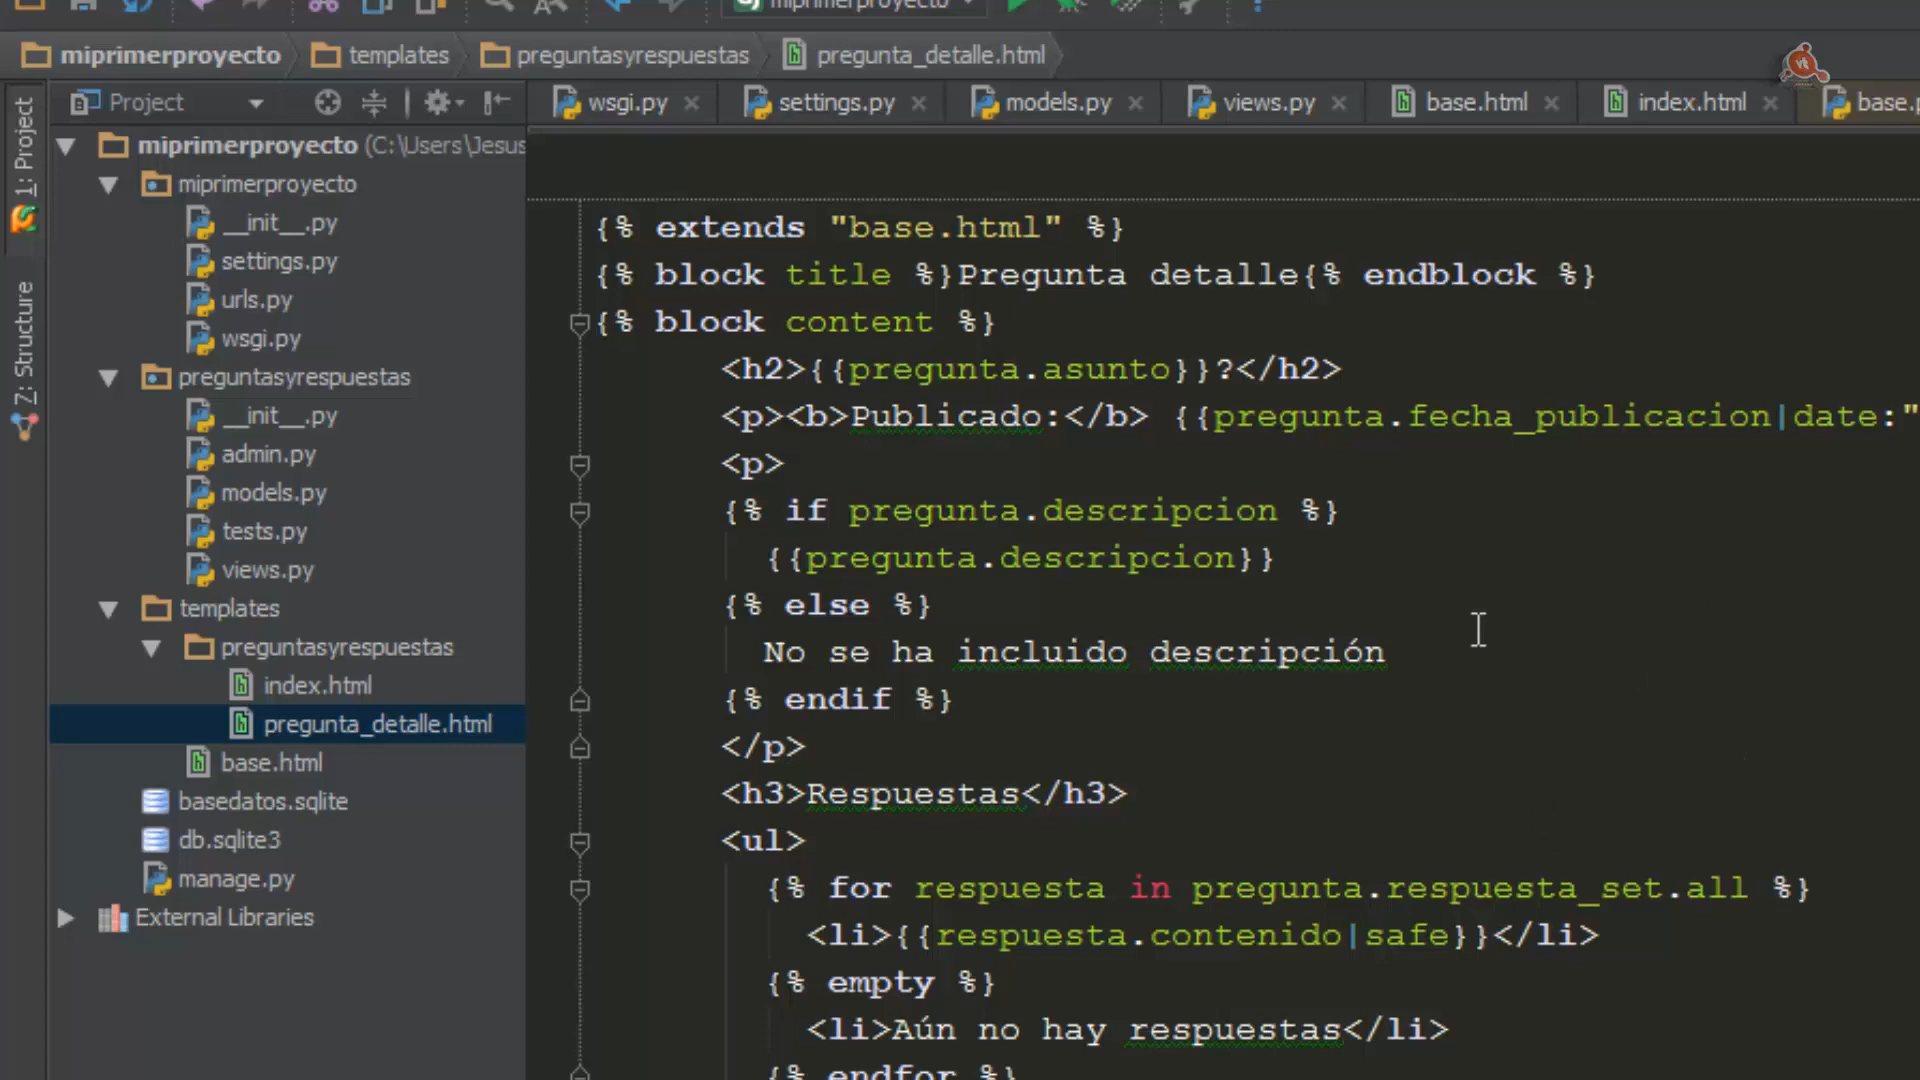 miprimerproyecto
miprimerproyecto templates preguntasyrespuestas pregunta_detalle.html
Project
wsgi.py settings.py models.py views.py base.html index.html base.p
1: Project
Z: Structure
miprimerproyecto (C:\Users\Jesus
miprimerproyecto
__init__.py
settings.py
urls.py
wsgi.py
preguntasyrespuestas
__init__.py
admin.py
models.py
tests.py
views.py
templates
preguntasyrespuestas
index.html
pregunta_detalle.html
base.html
basedatos.sqlite
db.sqlite3
manage.py
External Libraries
{% extends "base.html" %}
{% block title %}Pregunta detalle{% endblock %}
{% block content %}
<h2>{{pregunta.asunto}}?</h2>
<p><b>Publicado:</b> {{pregunta.fecha_publicacion|date:"
<p>
{% if pregunta.descripcion %}
{{pregunta.descripcion}}
{% else %}
No se ha incluido descripción
{% endif %}
</p>
<h3>Respuestas</h3>
<ul>
{% for respuesta in pregunta.respuesta_set.all %}
<li>{{respuesta.contenido|safe}}</li>
{% empty %}
<li>Aún no hay respuestas</li>
{% endfor %}